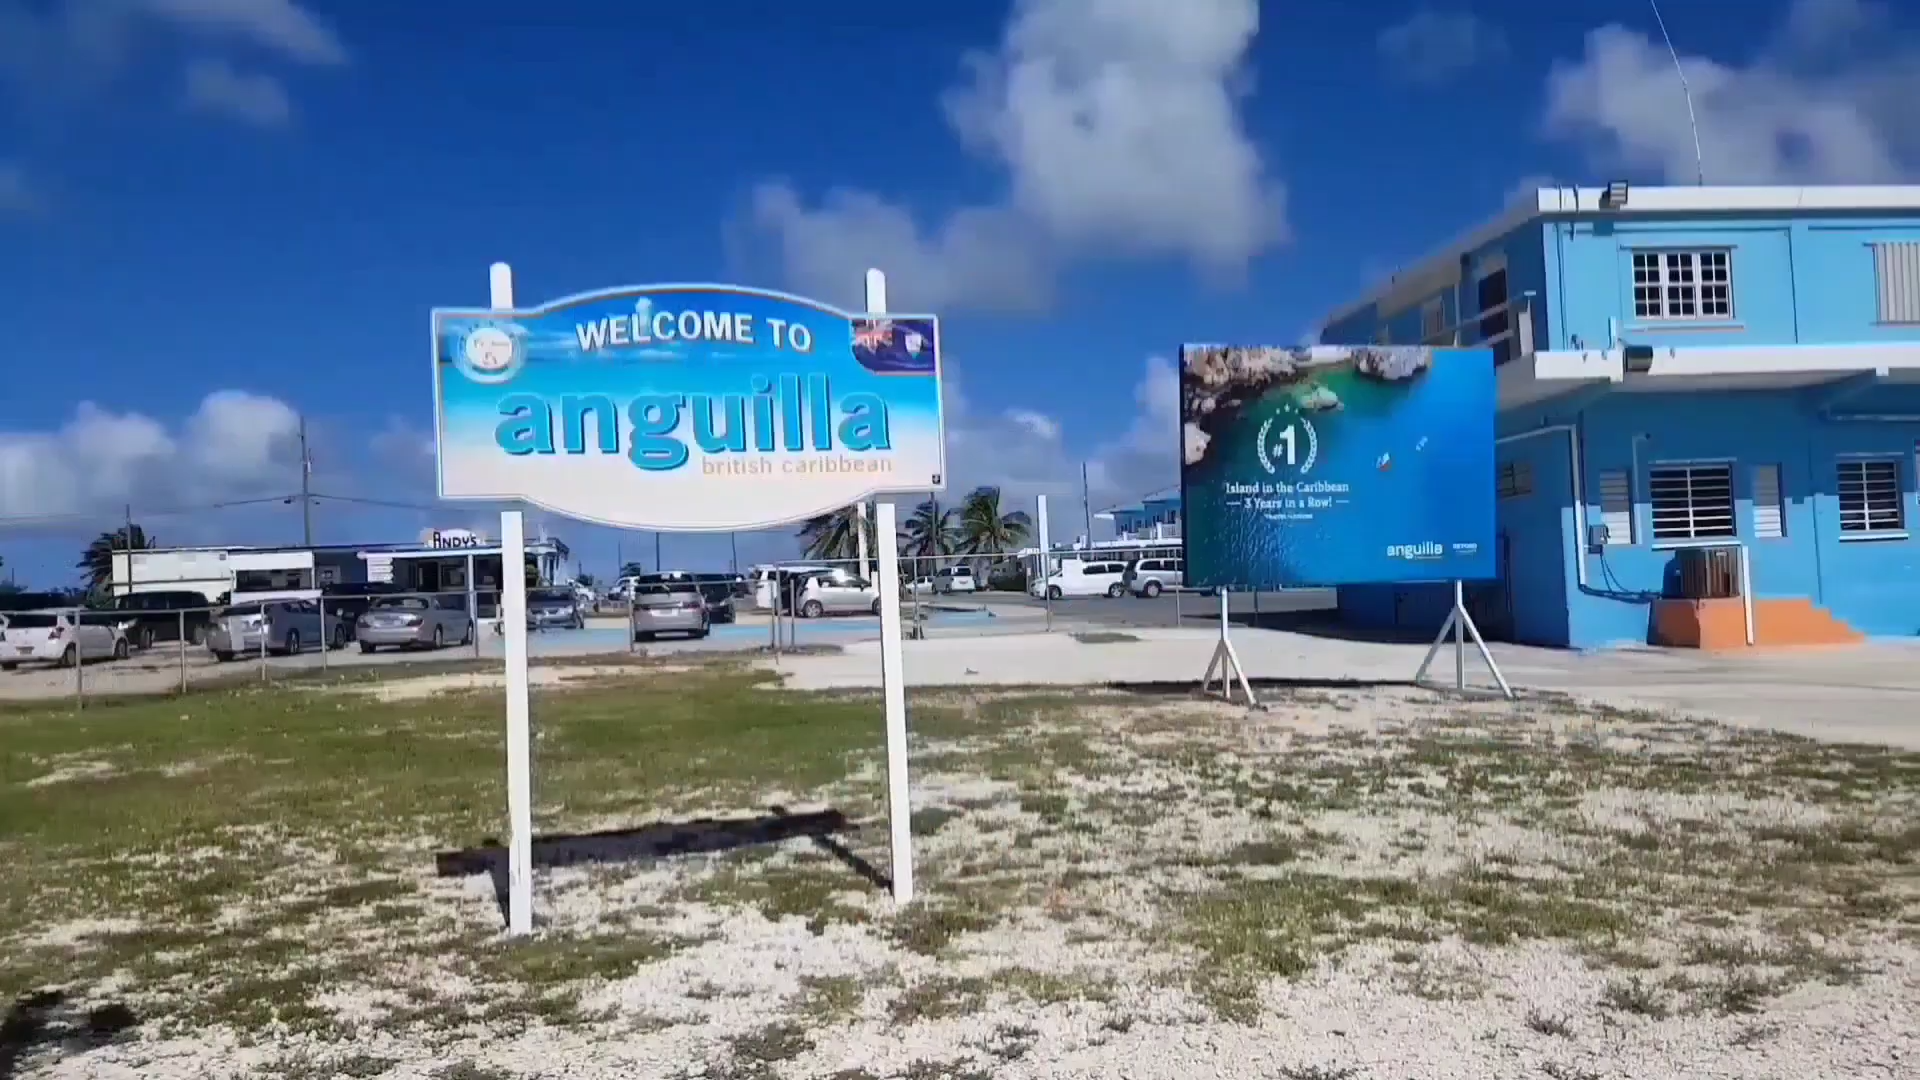 WELCOME TO
anguilla
british caribbean
ANDY'S
#1
Island in the Caribbean
3 Years in a Row!
anguilla